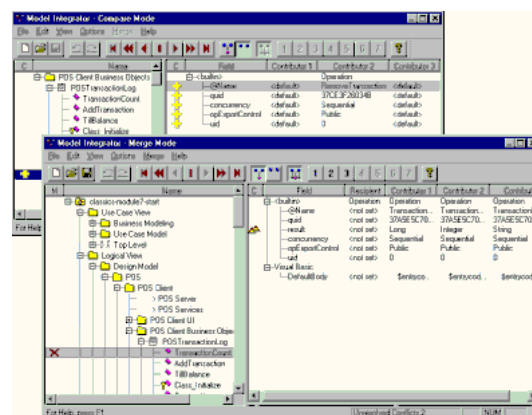 Model Integrator - Compare Mode
File Edit View Options Merge Help
1 2 3 4 5 6 7
C Name C Field Contributor 1 Contributor 2 Contributor 3
POS Client Business Objects <builtin> Operation
POSTransactionLog @Name <default> RemoveTransaction <default>
TransactionCount quid <default> <default>
AddTransaction concurrency <default> Sequential <default>
TillBalance opExportControl <default> Public <default>
Class_Initialize uid <default> 0 <default>
Model Integrator - Merge Mode
File Edit View Options Merge Help
1 2 3 4 5 6 7
M Name C Field Recipient Contributor 1 Contributor 2
classics-module7-start <builtin> Operation Operation Operation Operation
Use Case View @Name <not set> Transaction... Transaction...
Business Modeling quid <not set> 37A5E5C70... 37A5E5C70...
Use Case Model result <not set> Long Integer String
Top Level concurrency <not set> Sequential Sequential Sequential
Logical View opExportControl <not set> Public Public Public
Design Model uid <not set> 0 0 0
POS Visual Basic
POS Client DefaultBody <not set> $entryco... $entrycod...
POS Server
POS Services
POS Client UI
POS Client Business Objec
POSTransactionLog
TransactionCount
AddTransaction
TillBalance
Class_Initialize
For Help
For Help, press F1 Unresolved Conflicts 2 NUM